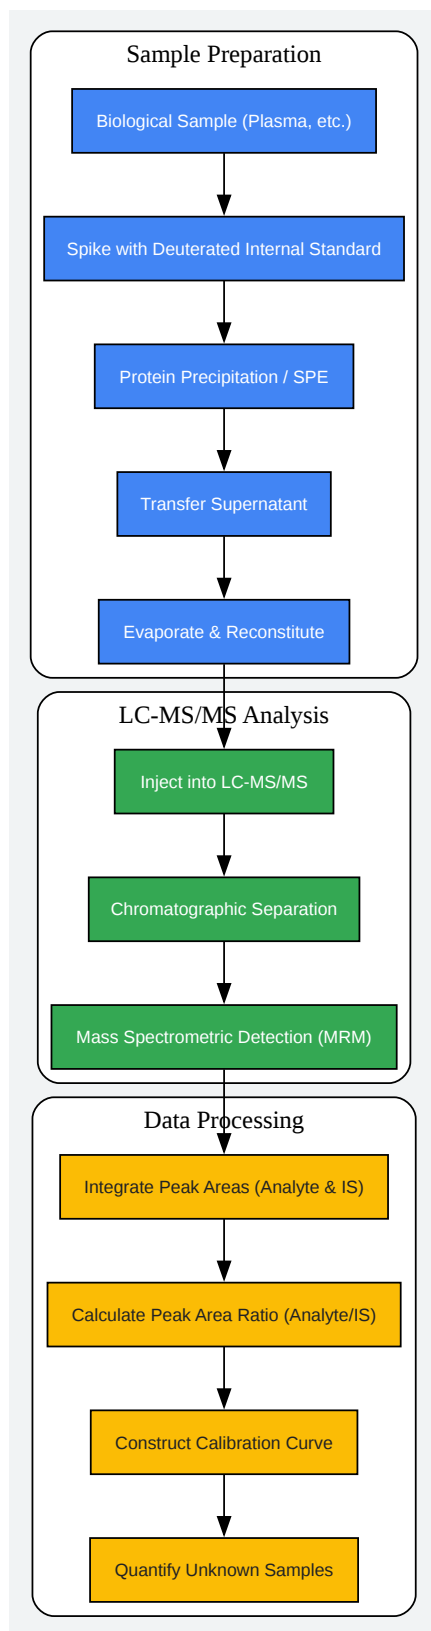 Sample Preparation
Biological Sample (Plasma, etc.)
Spike with Deuterated Internal Standard
Protein Precipitation / SPE
Transfer Supernatant
Evaporate & Reconstitute
LC-MS/MS Analysis
Inject into LC-MS/MS
Chromatographic Separation
Mass Spectrometric Detection (MRM)
Data Processing
Integrate Peak Areas (Analyte & IS)
Calculate Peak Area Ratio (Analyte/IS)
Construct Calibration Curve
Quantify Unknown Samples